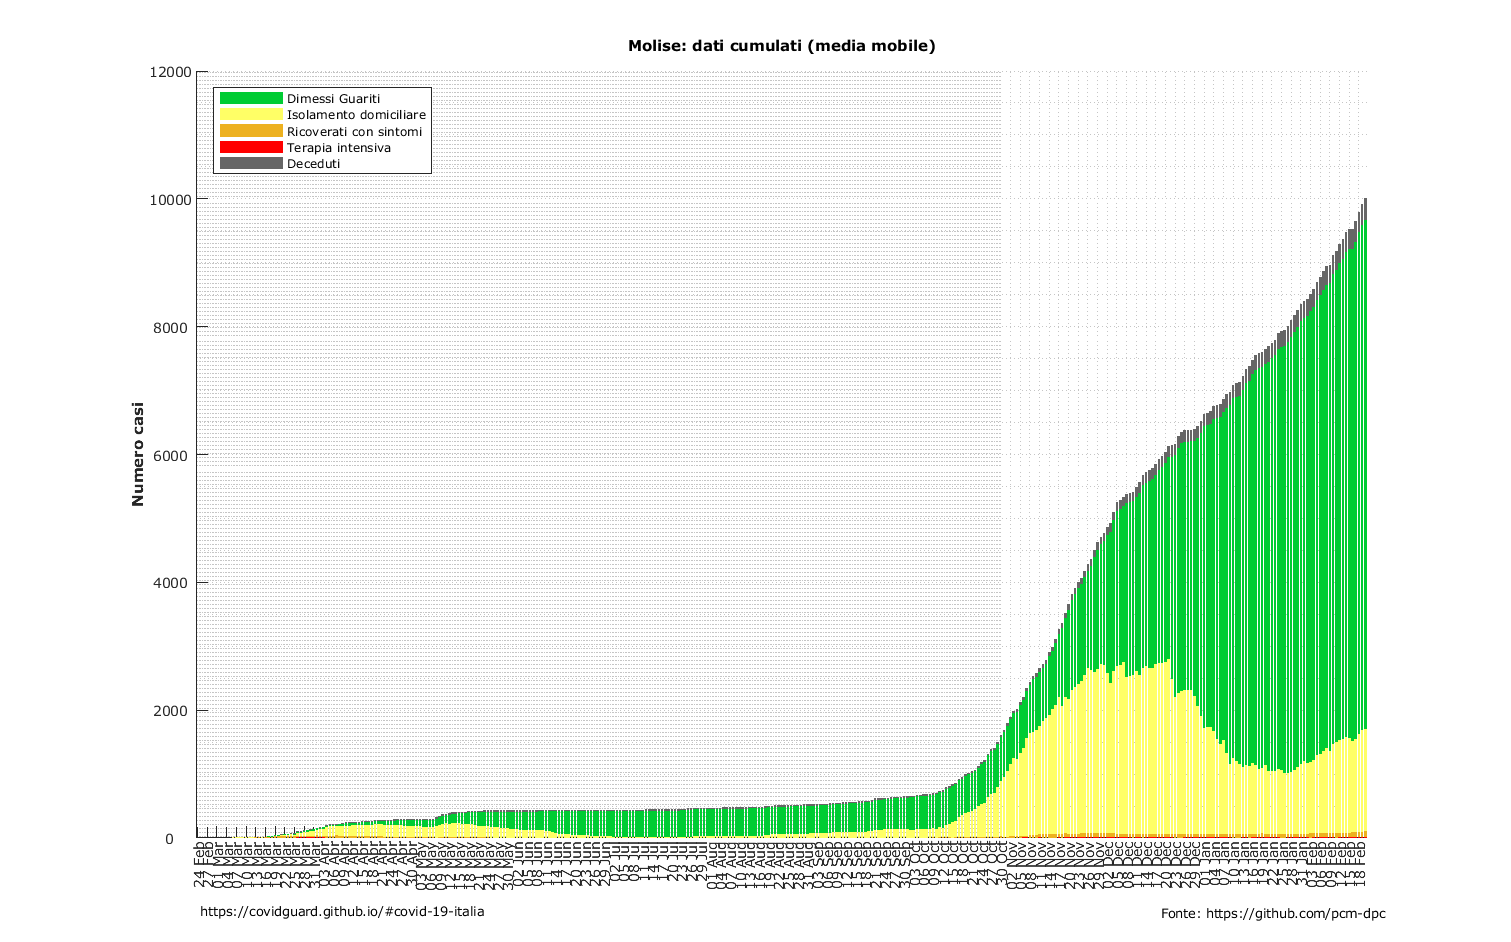 Molise: dati cumulati (media mobile)
12000
10000
8000
6000
4000
2000
0
Numero casi
Dimessi Guariti
Isolamento domiciliare
Ricoverati con sintomi
Terapia intensiva
Deceduti
24 Feb
27 Feb
01 Mar
04 Mar
07 Mar
10 Mar
13 Mar
16 Mar
19 Mar
22 Mar
25 Mar
28 Mar
31 Mar
03 Apr
06 Apr
09 Apr
12 Apr
15 Apr
18 Apr
21 Apr
24 Apr
27 Apr
30 Apr
03 May
06 May
09 May
12 May
15 May
18 May
21 May
24 May
27 May
30 May
02 Jun
05 Jun
08 Jun
11 Jun
14 Jun
17 Jun
20 Jun
23 Jun
26 Jun
29 Jun
02 Jul
05 Jul
08 Jul
11 Jul
14 Jul
17 Jul
20 Jul
23 Jul
26 Jul
29 Jul
01 Aug
04 Aug
07 Aug
10 Aug
13 Aug
16 Aug
19 Aug
22 Aug
25 Aug
28 Aug
31 Aug
03 Sep
06 Sep
09 Sep
12 Sep
15 Sep
18 Sep
21 Sep
24 Sep
27 Sep
30 Sep
03 Oct
06 Oct
09 Oct
12 Oct
15 Oct
18 Oct
21 Oct
24 Oct
27 Oct
30 Oct
02 Nov
05 Nov
08 Nov
11 Nov
14 Nov
17 Nov
20 Nov
23 Nov
26 Nov
29 Nov
02 Dec
05 Dec
08 Dec
11 Dec
14 Dec
17 Dec
20 Dec
23 Dec
26 Dec
29 Dec
01 Jan
04 Jan
07 Jan
10 Jan
13 Jan
16 Jan
19 Jan
22 Jan
25 Jan
28 Jan
31 Jan
03 Feb
06 Feb
09 Feb
12 Feb
15 Feb
18 Feb
https://covidguard.github.io/#covid-19-italia
Fonte: https://github.com/pcm-dpc